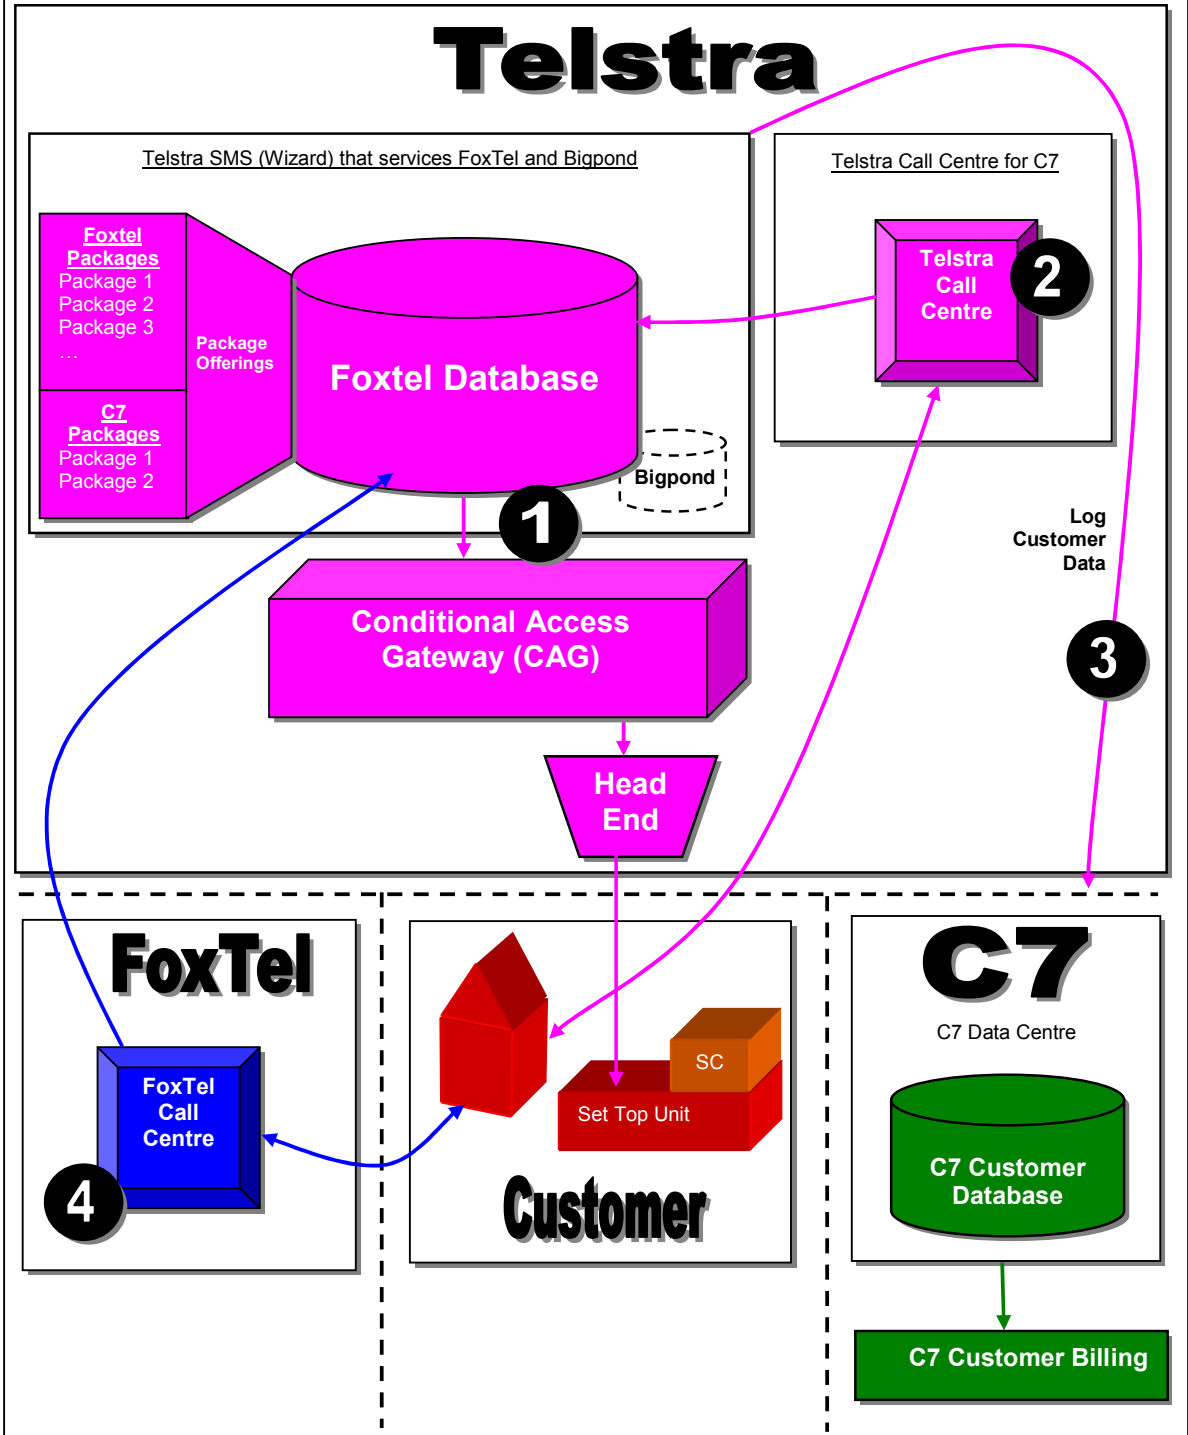 Telstra
Telstra SMS (Wizard) that services FoxTel and Bigpond
Foxtel
Packages
Package 1
Package 2
Package 3
…
C7
Packages
Package 1
Package 2
Package
Offerings
Foxtel Database
Bigpond
1
Telstra Call Centre for C7
Telstra
Call
Centre
2
Log
Customer
Data
3
Conditional Access
Gateway (CAG)
Head
End
FoxTel
FoxTel
Call
Centre
4
SC
Set Top Unit
Customer
C7
C7 Data Centre
C7 Customer
Database
C7 Customer Billing